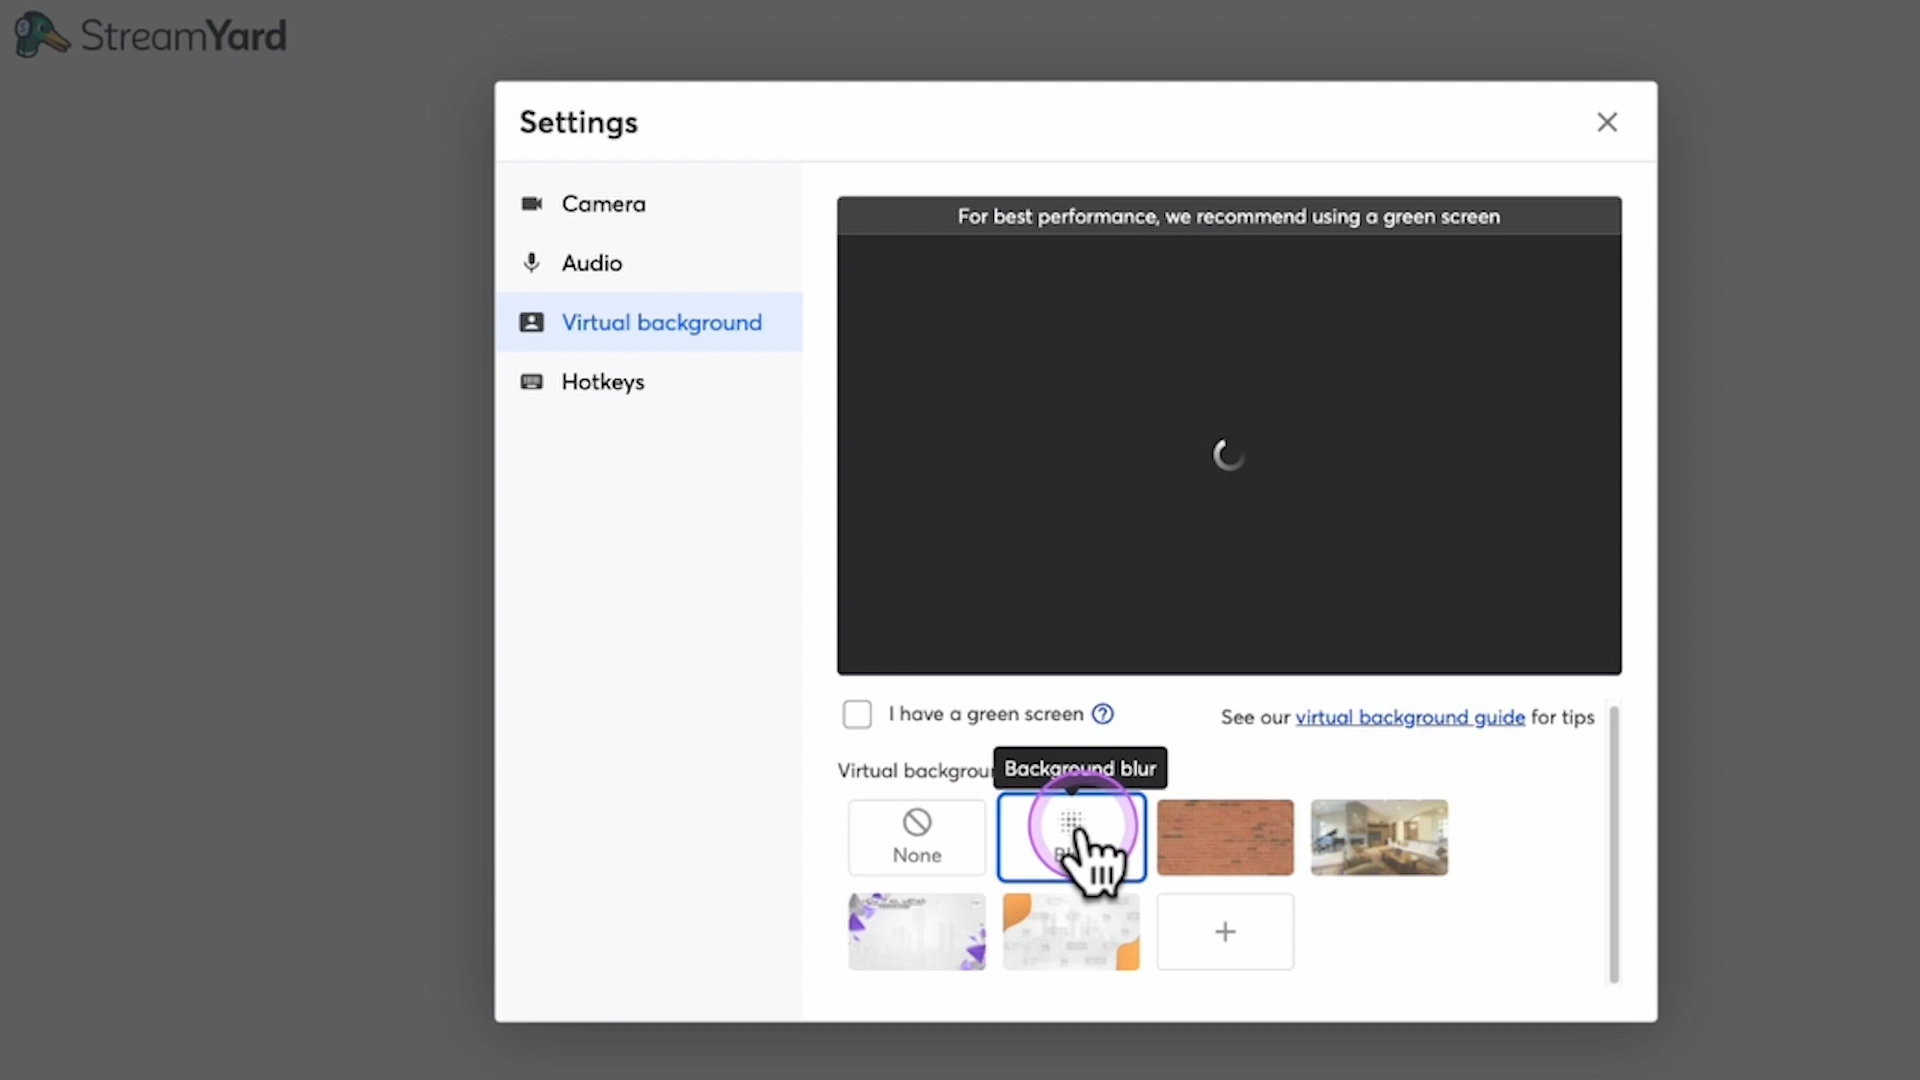 StreamYard
Settings
Camera
Audio
Virtual background
Hotkeys
For best performance, we recommend using a green screen
I have a green screen ?
See our virtual background guide for tips
Background blur
Virtual
None